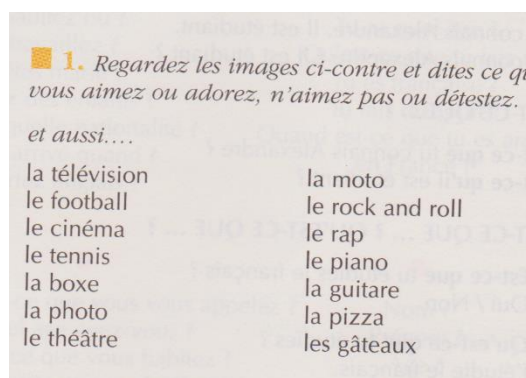 1. Regardez les images ci-contre et dites ce qu
vous aimez ou adorez, n'aimez pas ou détestez.
et aussi....
la télévision
le football
le cinéma
le tennis
la boxe
la photo
le théâtre
la moto
le rock and roll
le rap
le piano
la guitare
la pizza
les gâteaux